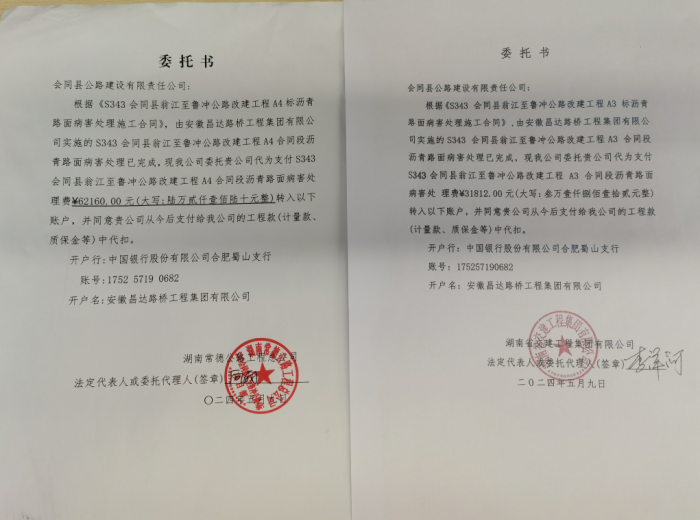 委托书
会同县公路建设有限责任公司:
根据《S343 会同县翁江至鲁冲公路改建工程 A4 标沥青
路面病害处理施工合同》，由安徽昌达路桥工程集团有限公
司实施的 S343 会同县翁江至鲁冲公路改建工程 A4 合同段沥
青路面病害处理已完成，现我公司委托贵公司代为支付 S343
会同县翁江至鲁冲公路改建工程 A4 合同段沥青路面病害处
理费¥62160.00 元(大写:陆万贰仟壹佰陆十元整)转入以下
账户，并同意贵公司从今后支付给我公司的工程款(计量款、
质保金等)中代扣。
开户行:中国银行股份有限公司合肥蜀山支行
账号:1752 5719 0682
开户名:安徽昌达路桥工程集团有限公司
湖南常德公路工程总公司
法定代表人或委托代理人(签章)
〇二四年五月
委托书
会同县公路建设有限责任公司:
根据《S343 会同县翁江至鲁冲公路改建工程 A3 标沥青
路面病害处理施工合同》,由安徽昌达路桥工程集团有限公
司实施的 S343 会同县翁江至鲁冲公路改建工程 A3 合同段
沥青路面病害处理已完成，现我公司委托贵公司代为支付
S343 会同县翁江至鲁冲公路改建工程 A3 合同段沥青路面
病害处 理费¥31812.00 元(大写:叁万壹仟捌佰壹拾贰元整)
转入以下账户，并同意贵公司从今后支付给我公司的工程款
(计量款、质保金等)中代扣。
开户行:中国银行股份有限公司合肥蜀山支行
账号: 175257190682
开户名:安徽昌达路桥工程集团有限公司
湖南省交建工程集团有限公司
法定代表人或委托代理人(签章)
二〇二四年五月九日